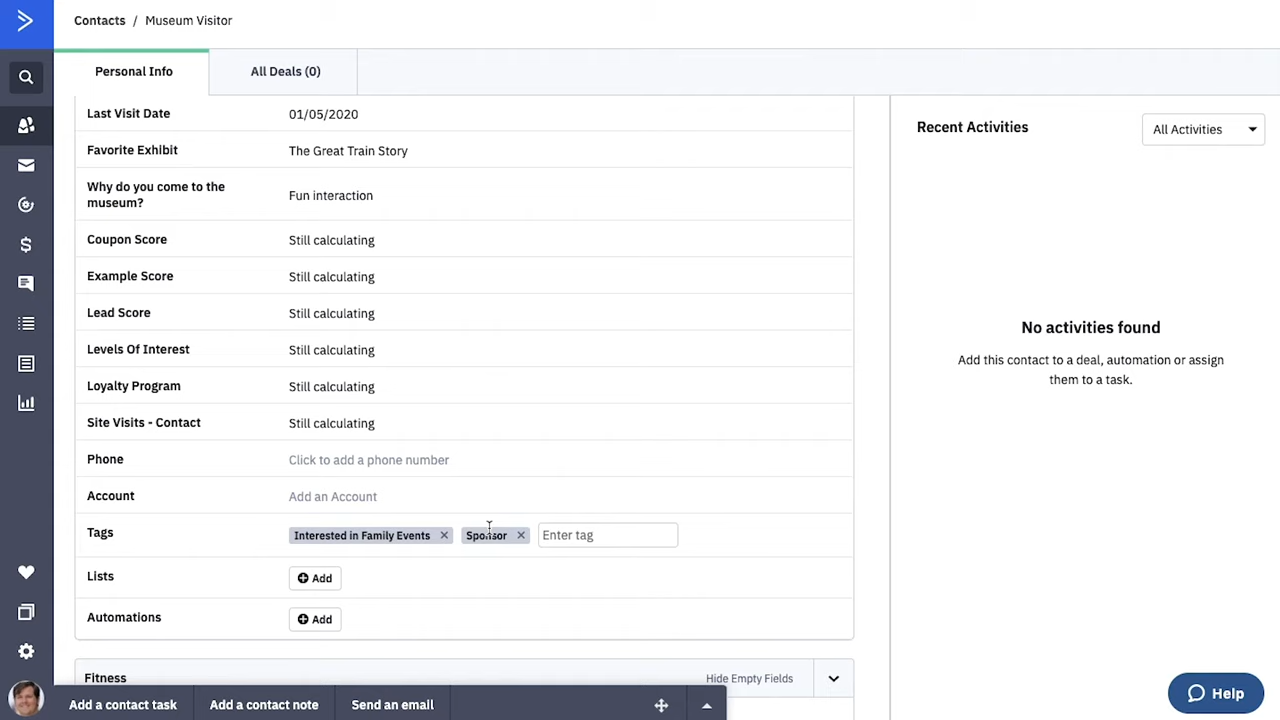 Contacts / Museum Visitor
Personal Info
All Deals (0)
Last Visit Date 01/05/2020
Favorite Exhibit The Great Train Story
Why do you come to the
museum?
Fun interaction
Coupon Score Still calculating
Example Score Still calculating
Lead Score Still calculating
Levels Of Interest Still calculating
Loyalty Program Still calculating
Site Visits - Contact Still calculating
Phone Click to add a phone number
Account Add an Account
Tags Interested in Family Events Sponsor Enter tag
Lists Add
Automations Add
Fitness Hide Empty Fields
Add a contact task Add a contact note Send an email
Recent Activities All Activities
No activities found
Add this contact to a deal, automation or assign
them to a task.
Help